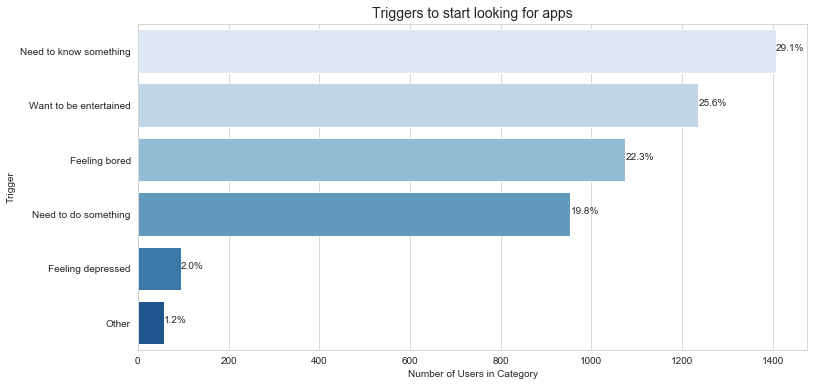 Triggers to start looking for apps
Need to know something
29.1%
Want to be entertained
25.6%
Feeling bored
22.3%
Trigger
Need to do something
19.8%
Feeling depressed
2.0%
Other
1.2%
0 200 400 600 800 1000 1200 1400
Number of Users in Category